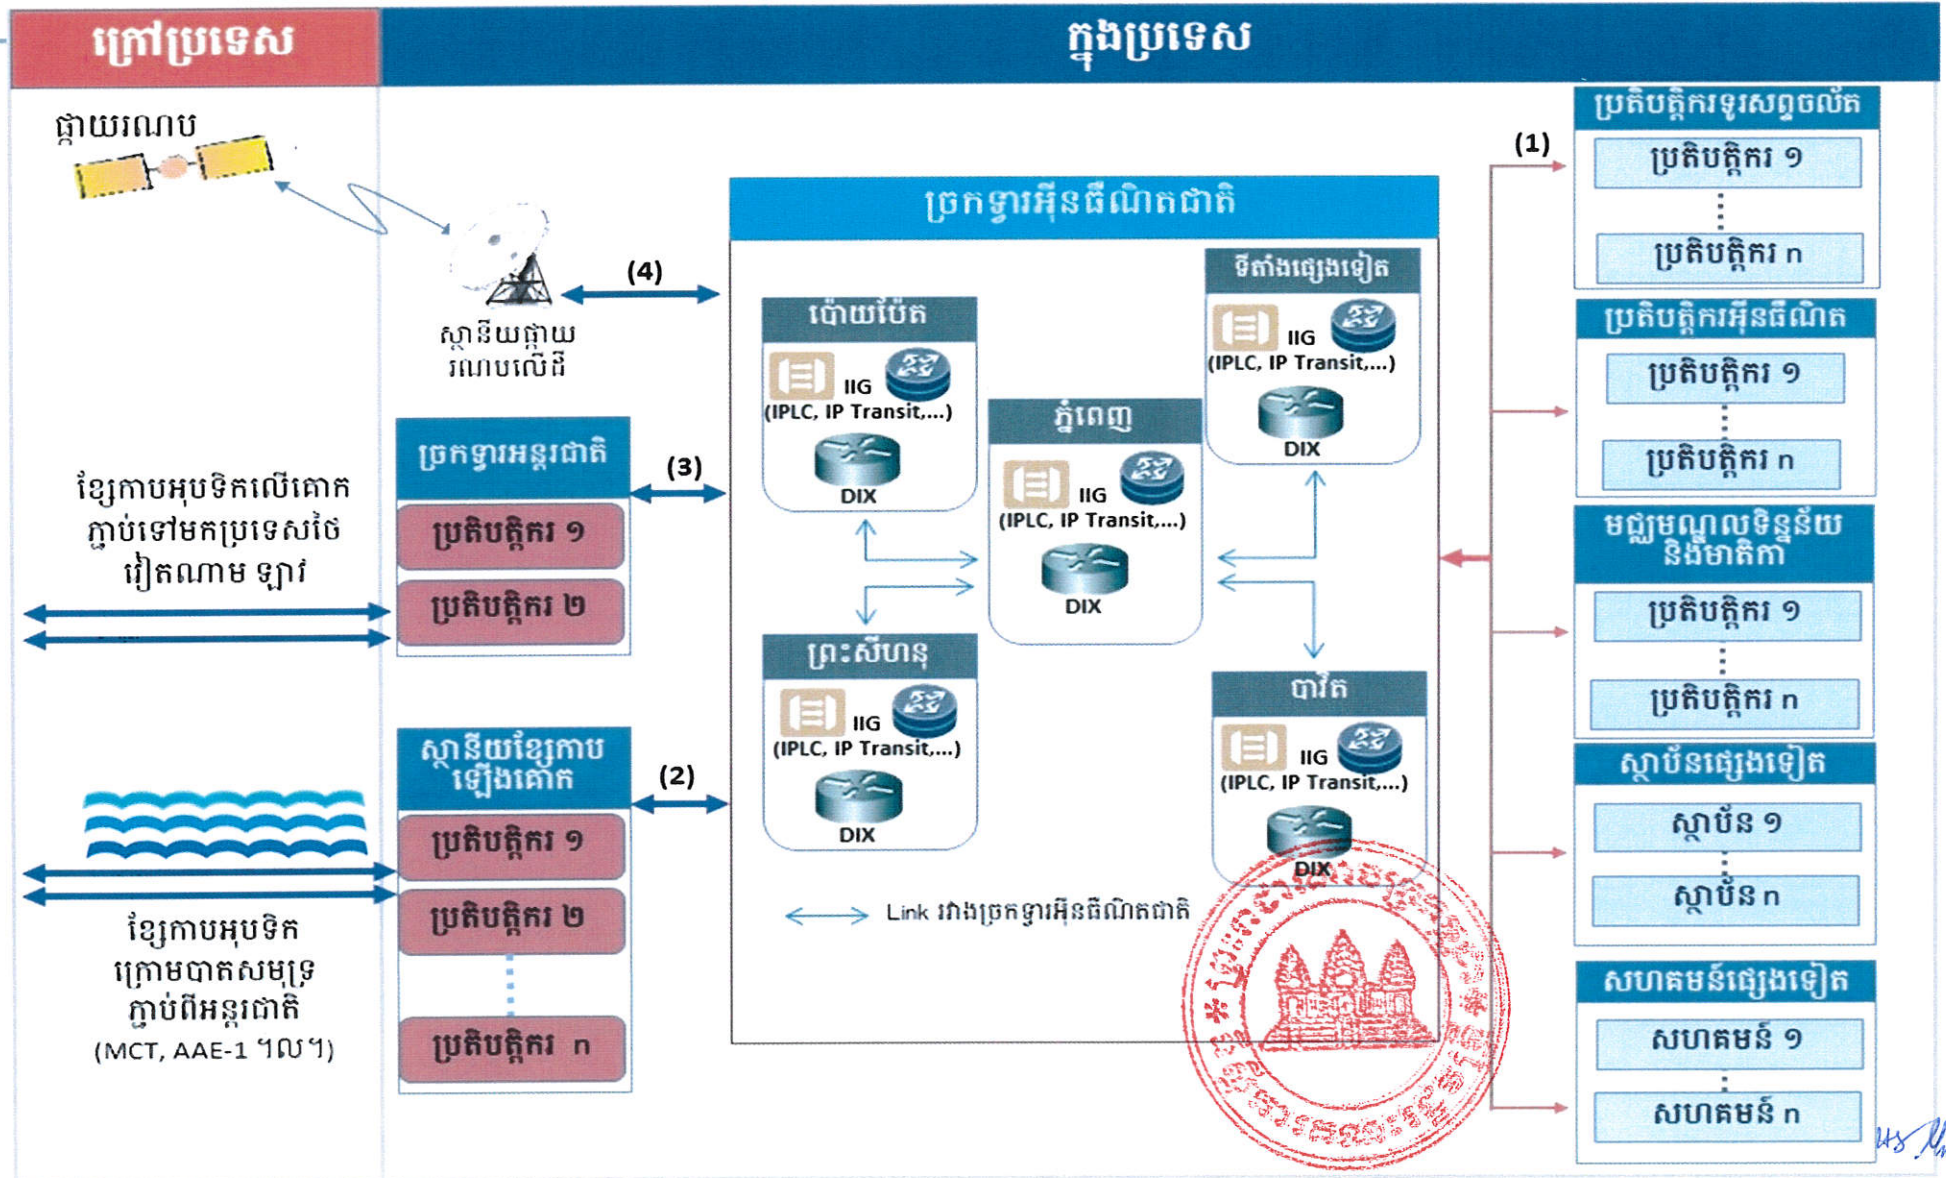 ក្រៅប្រទេស
ក្នុងប្រទេស
ផ្កាយរណប
ស្ថានីយផ្កាយ
រណបលើដី
(4)
ច្រកទ្វារអន្តរជាតិ
ប្រតិបត្តិករ ១
ប្រតិបត្តិករ ២
(3)
ខ្សែកាបអុបទិកលើគោក
ភ្ជាប់ទៅមកប្រទេសថៃ
វៀតណាម ឡាវ
ស្ថានីយខ្សែកាប
ឡើងគោក
ប្រតិបត្តិករ ១
ប្រតិបត្តិករ ២
ប្រតិបត្តិករ n
(2)
ខ្សែកាបអុបទិក
ក្រោមបាតសមុទ្រ
ភ្ជាប់ពីអន្តរជាតិ
(MCT, AAE-1 ។ល។)
ច្រកទ្វារអ៊ីនធឺណិតជាតិ
ប៉ោយប៉ែត
IIG
(IPLC, IP Transit,...)
DIX
ទីតាំងផ្សេងទៀត
IIG
(IPLC, IP Transit,...)
DIX
ភ្នំពេញ
IIG
(IPLC, IP Transit,...)
DIX
ព្រះសីហនុ
IIG
(IPLC, IP Transit,...)
DIX
បាវិត
IIG
(IPLC, IP Transit,...)
DIX
Link រវាងច្រកទ្វារអ៊ីនធឺណិតជាតិ
(1)
ប្រតិបត្តិករទូរសព្ទចល័ត
ប្រតិបត្តិករ ១
ប្រតិបត្តិករ n
ប្រតិបត្តិករអ៊ីនធឺណិត
ប្រតិបត្តិករ ១
ប្រតិបត្តិករ n
មជ្ឈមណ្ឌលទិន្នន័យ
និងមាតិកា
ប្រតិបត្តិករ ១
ប្រតិបត្តិករ n
ស្ថាប័នផ្សេងទៀត
ស្ថាប័ន ១
ស្ថាប័ន n
សហគមន៍ផ្សេងទៀត
សហគមន៍ ១
សហគមន៍ n